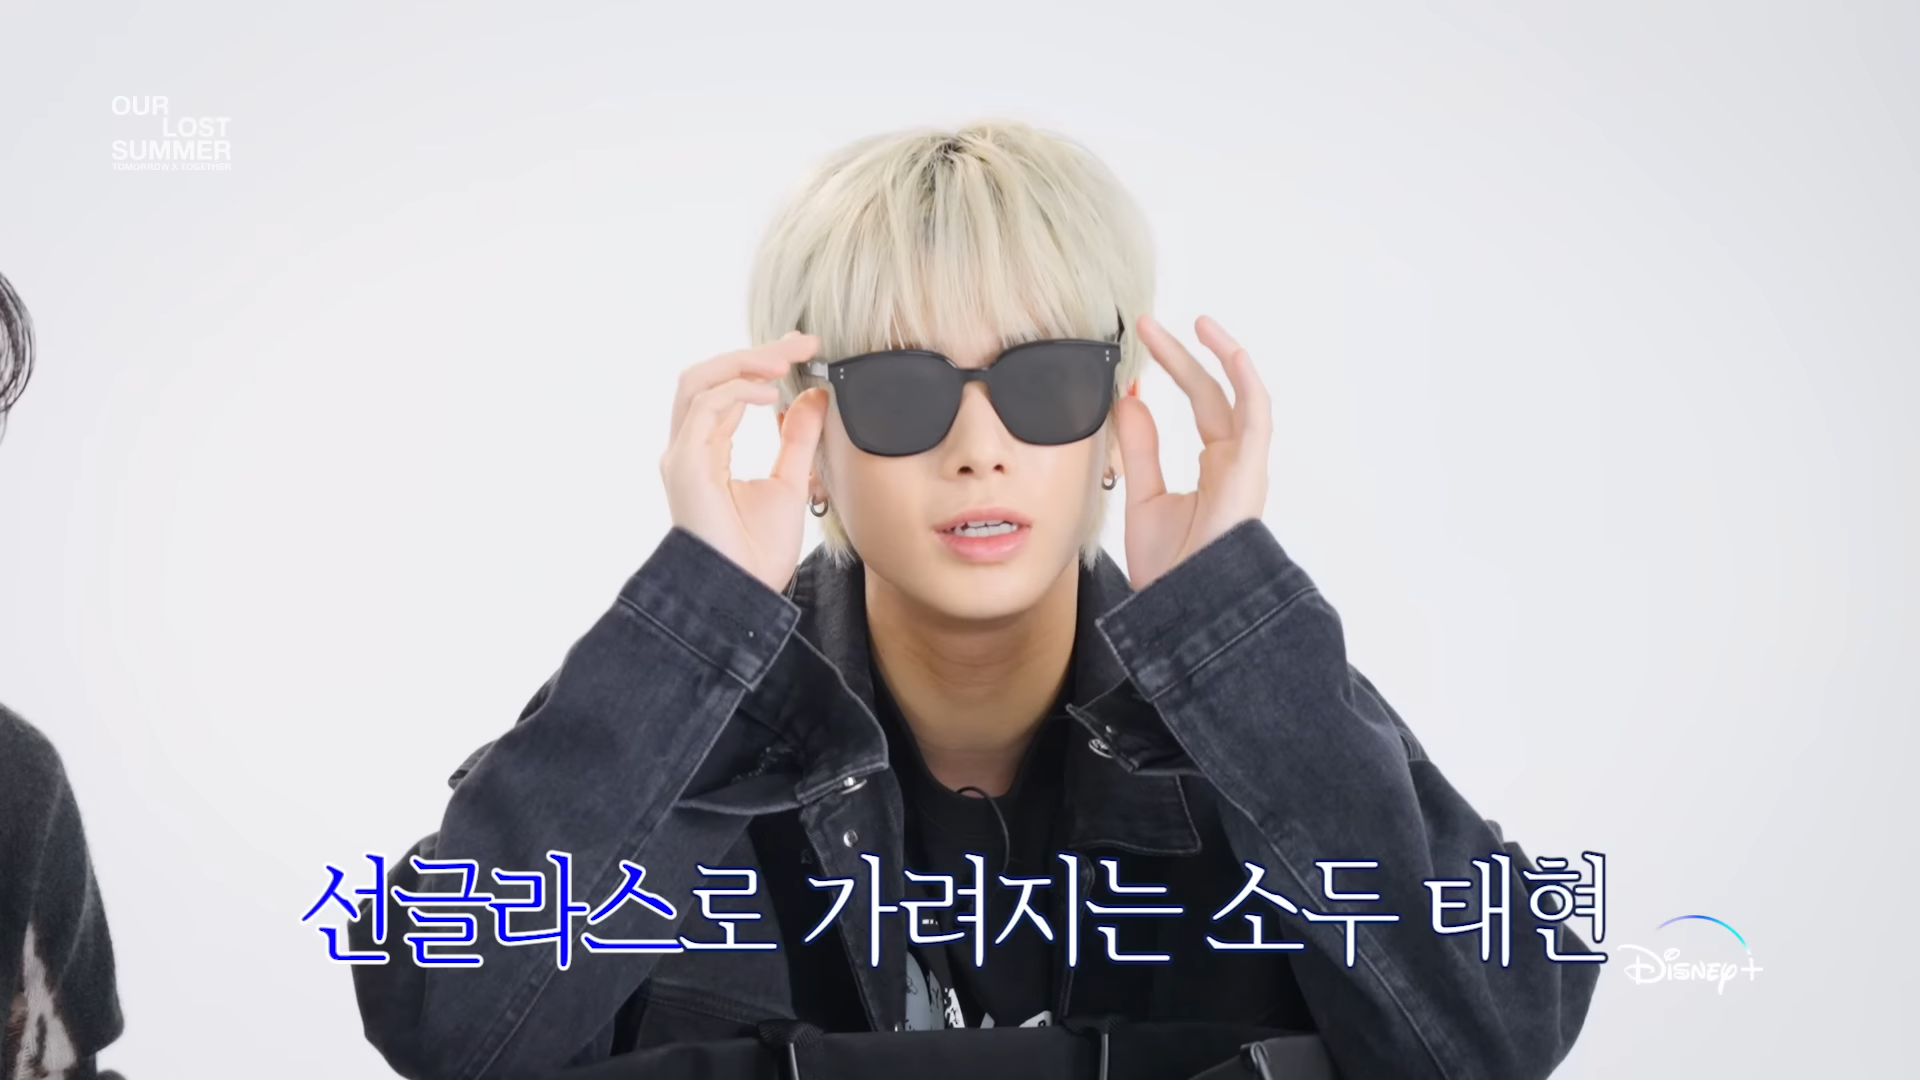 OUR
LOST
SUMMER
TOMORROW X TOGETHER
선글라스로 가려지는 소두 태현
Disney+